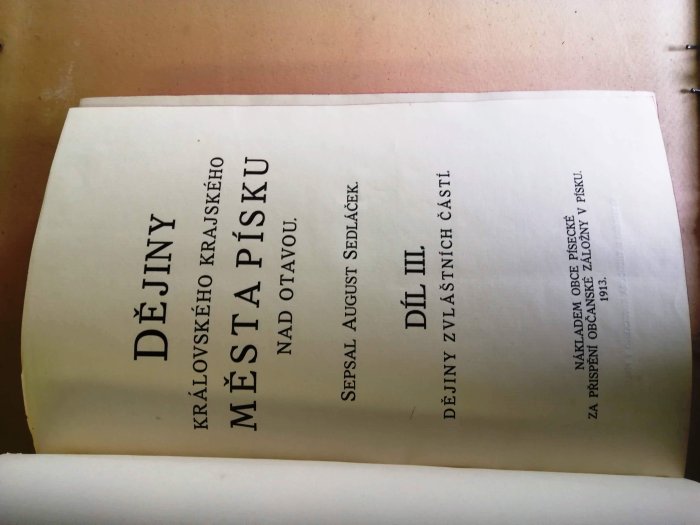 DĚJINY
KRÁLOVSKÉHO KRAJSKÉHO
MĚSTA PÍSKU
NAD OTAVOU.
SEPSAL AUGUST SEDLÁČEK.
DÍL III.
DĚJINY ZVLÁŠTNÍCH ČÁSTÍ.
NÁKLADEM OBCE PÍSECKÉ
ZA PŘISPĚNÍ OBČANSKÉ ZÁLOŽNY V PÍSKU.
1913.